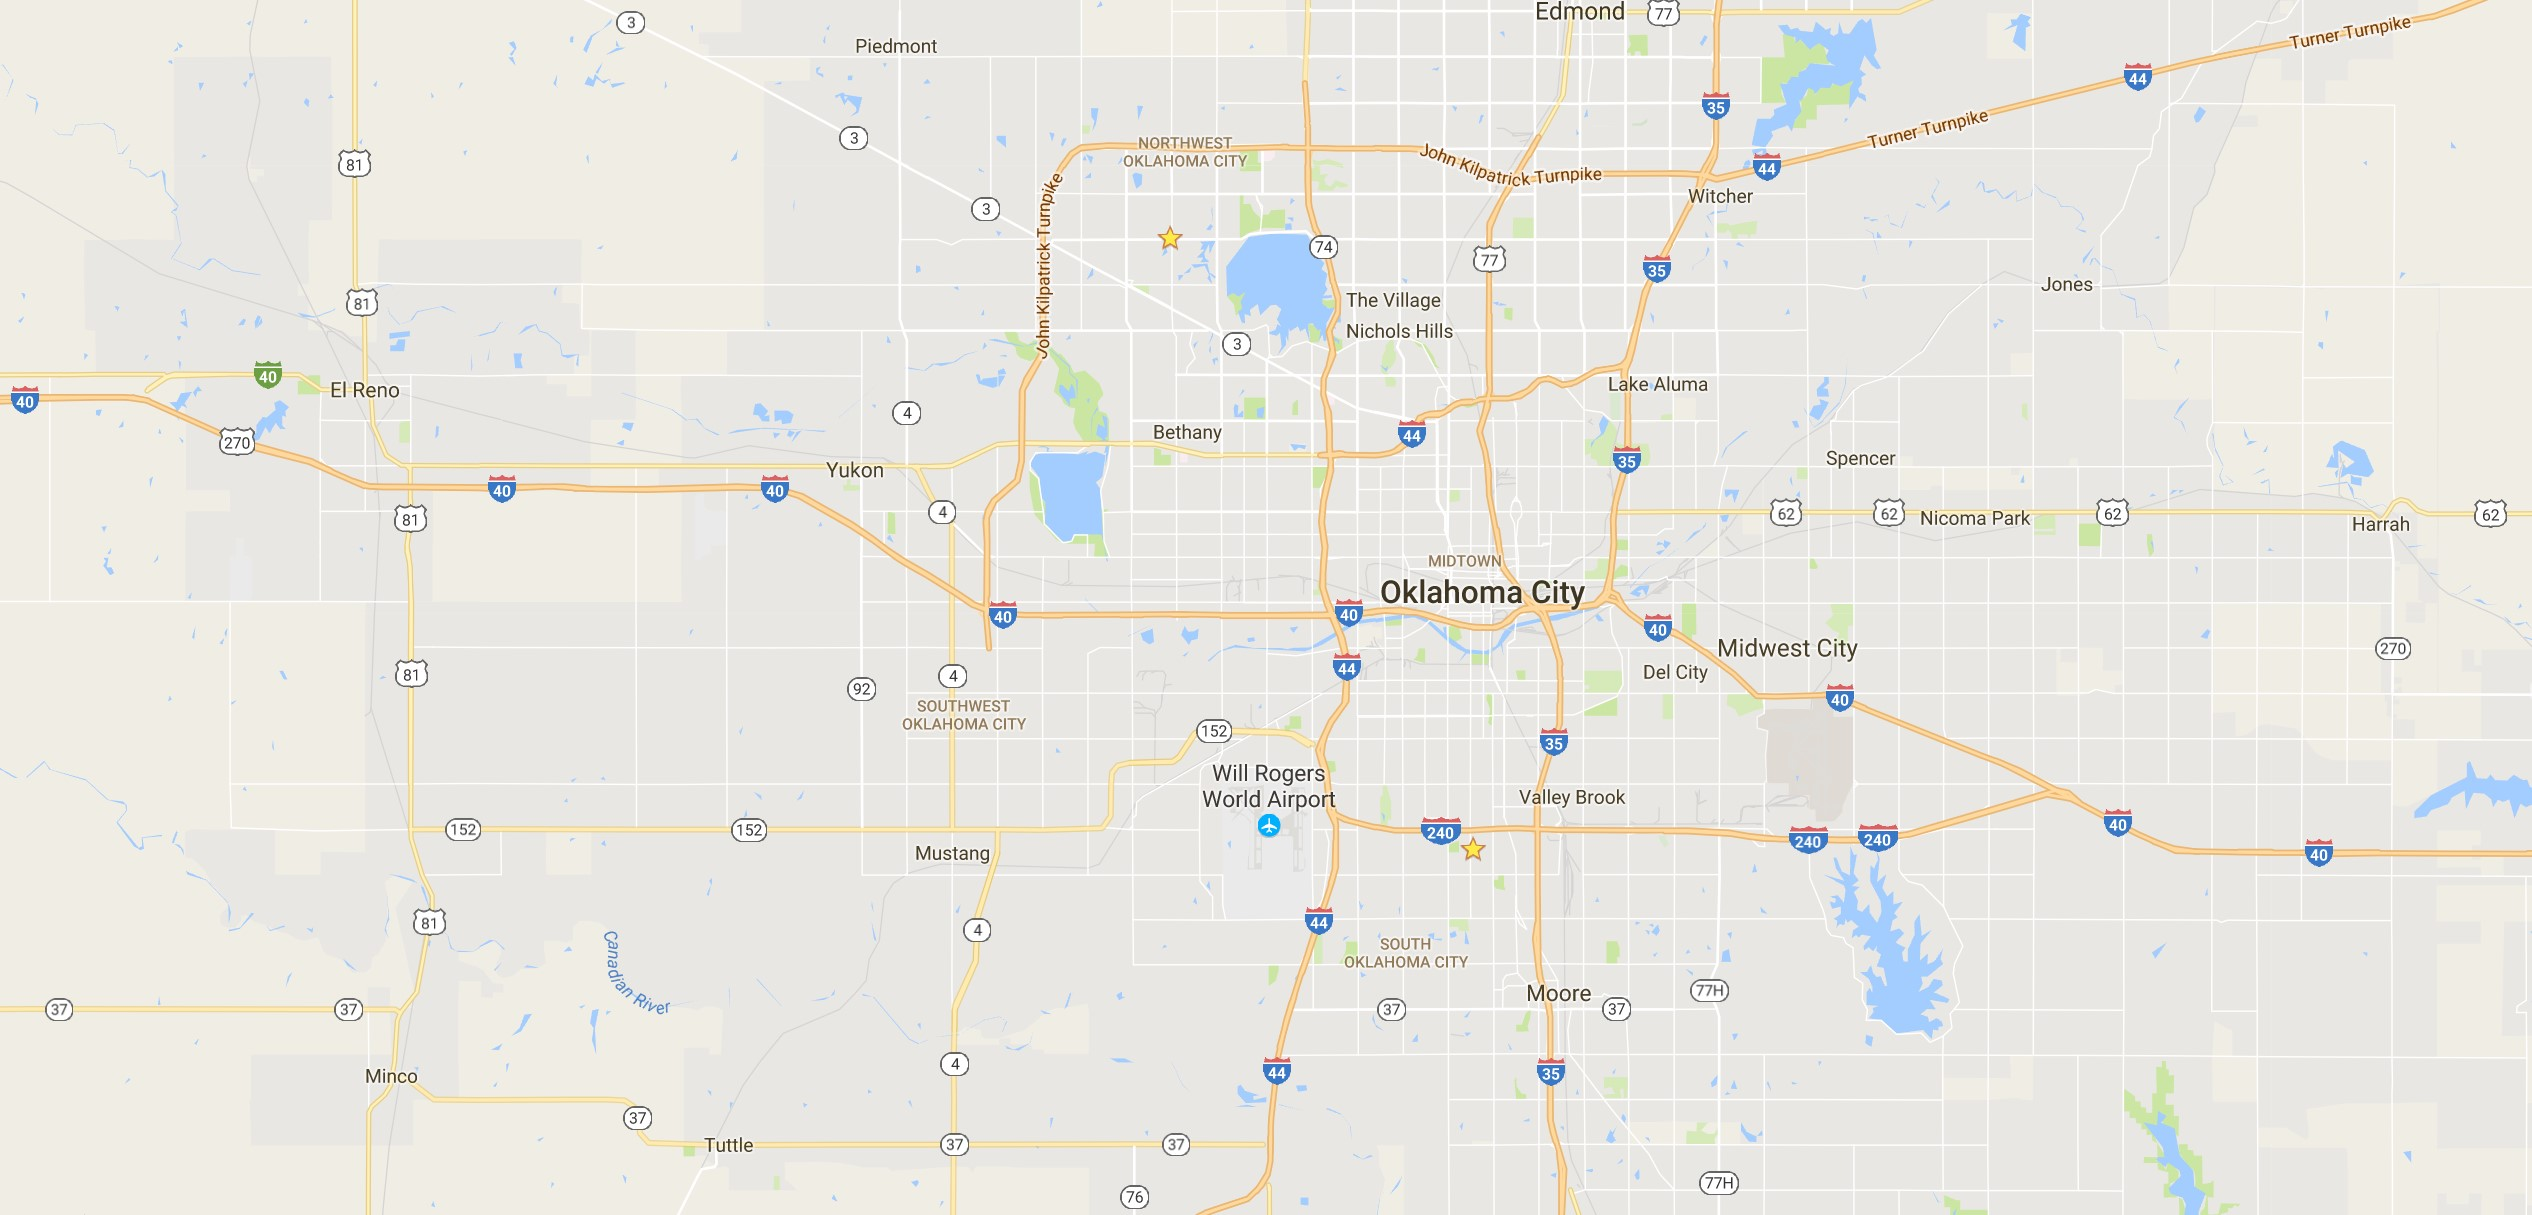 Edmond
77
3
Turner Turnpike
Piedmont
44
35
3
Turner Turnpike
NORTHWEST
OKLAHOMA CITY
John Kilpatrick Turnpike
81
44
Witcher
3
John Kilpatrick Turnpike
74
77
35
Jones
81
The Village
Nichols Hills
3
40
El Reno
Lake Aluma
40
4
Bethany
44
270
35
Spencer
Yukon
40
40
4
81
62
62
Nicoma Park
62
Harrah
62
MIDTOWN
Oklahoma City
40
40
40
Midwest City
270
44
Del City
81
4
92
40
SOUTHWEST
OKLAHOMA CITY
152
35
Will Rogers
World Airport
Valley Brook
152
152
240
240
240
40
Mustang
40
81
4
44
Canadian River
SOUTH
OKLAHOMA CITY
Moore
77H
37
37
37
37
4
44
35
Minco
37
Tuttle
37
37
76
77H